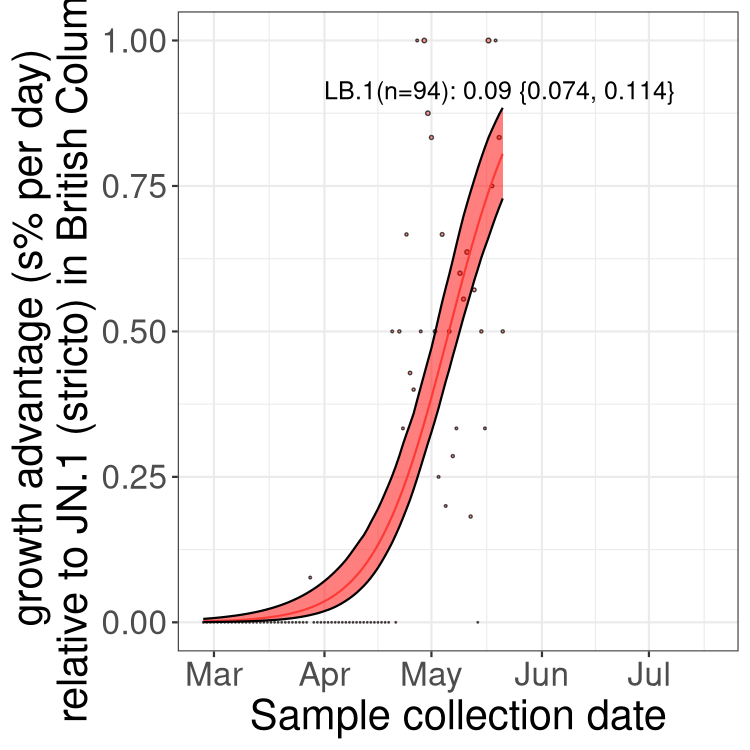 growth advantage (s% per day)
relative to JN.1 (stricto) in British Colum
1.00
0.75
0.50
0.25
0.00
LB.1(n=94): 0.09 {0.074, 0.114}
Mar Apr May Jun Jul
Sample collection date